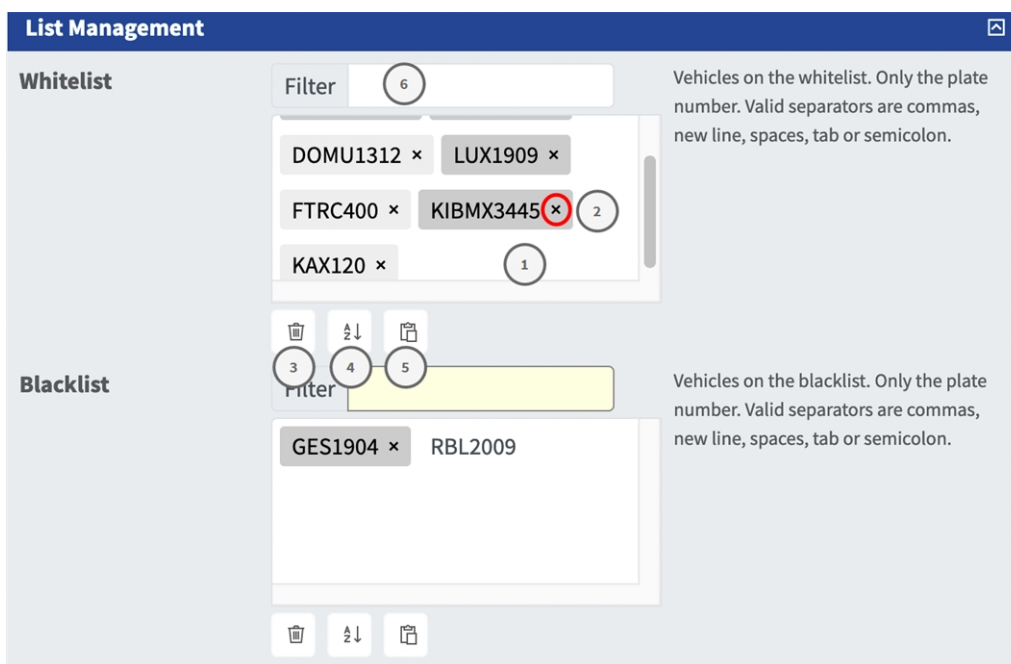 List Management
Whitelist
Filter
6
Vehicles on the whitelist. Only the plate
number. Valid separators are commas,
new line, spaces, tab or semicolon.
DOMU1312 × LUX1909 ×
FTRC400 × KIBMX3445 × 2
KAX120 × 1
3 4 5
Blacklist
Filter
Vehicles on the blacklist. Only the plate
number. Valid separators are commas,
new line, spaces, tab or semicolon.
GES1904 × RBL2009